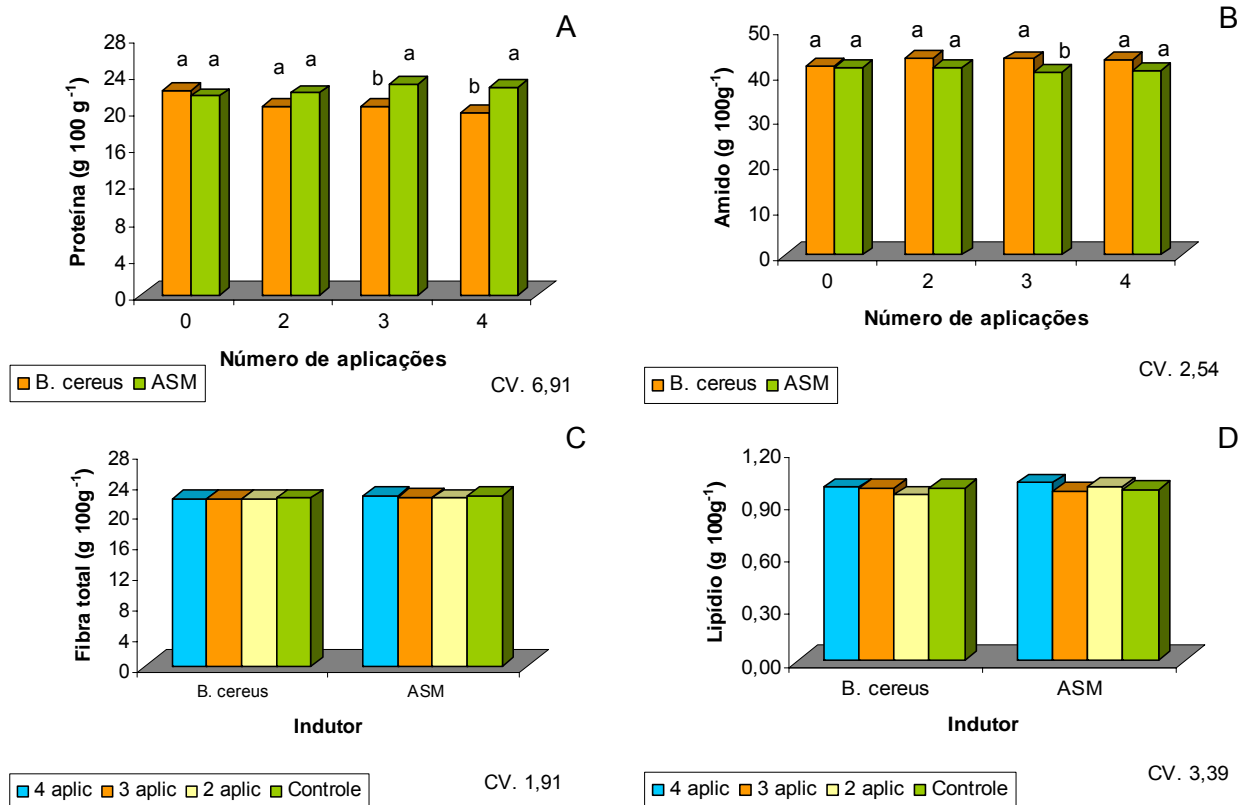 A
28
24
20
16
12
8
4
0
Proteína (g 100 g⁻¹)
a a a a b a b a
0 2 3 4
Número de aplicações
B. cereus ASM
CV. 6,91
B
50
40
30
20
10
0
Amido (g 100g⁻¹)
a a a a a b a a
0 2 3 4
Número de aplicações
B. cereus ASM
CV. 2,54
C
28
24
20
16
12
8
4
0
Fibra total (g 100g⁻¹)
B. cereus ASM
Indutor
4 aplic 3 aplic 2 aplic Controle
CV. 1,91
D
1,20
0,90
0,60
0,30
0,00
Lipídio (g 100g⁻¹)
B. cereus ASM
Indutor
4 aplic 3 aplic 2 aplic Controle
CV. 3,39